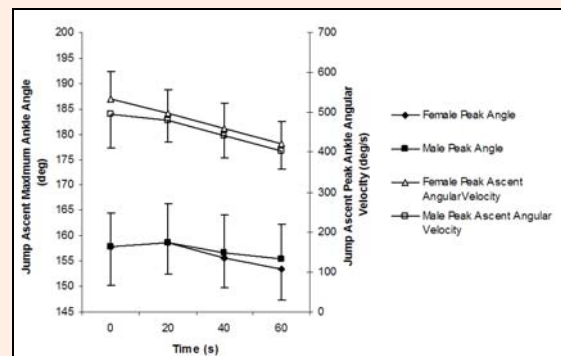 Jump Ascent Maximum Ankle Angle
(deg)
200
195
190
185
180
175
170
165
160
155
150
145
0 20 40 60
Time (s)
700
600
500
400
300
200
100
0
Jump Ascent Peak Ankle Angular
Velocity (deg/s)
Female Peak Angle
Male Peak Angle
Female Peak Ascent
Angular Velocity
Male Peak Ascent Angular
Velocity